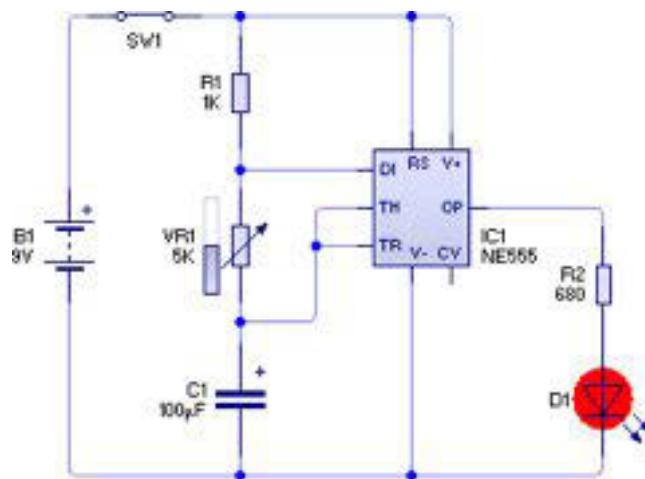 SW1
R1
1K
DI
RS
V+
TH
OP
TR
V-
CV
IC1
NE555
VR1
5K
B1
9V
R2
680
C1
100µF
D1
+
+